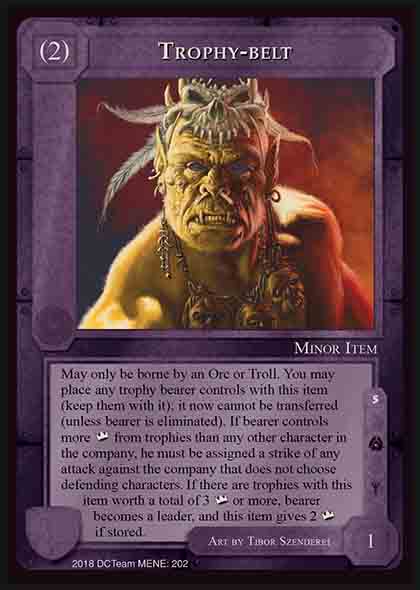 (2)
Trophy-belt
Minor Item
May only be borne by an Orc or Troll. You may
place any trophy bearer controls with this item
(keep them with it); it now cannot be transferred
(unless bearer is eliminated). If bearer controls
more from trophies than any other character in
the company, he must be assigned a strike of any
attack against the company that does not choose
defending characters. If there are trophies with this
item worth a total of 3 or more, bearer
becomes a leader, and this item gives 2
if stored.
S
Art by Tibor Szenderei
1
2018 DCTeam MENE: 202